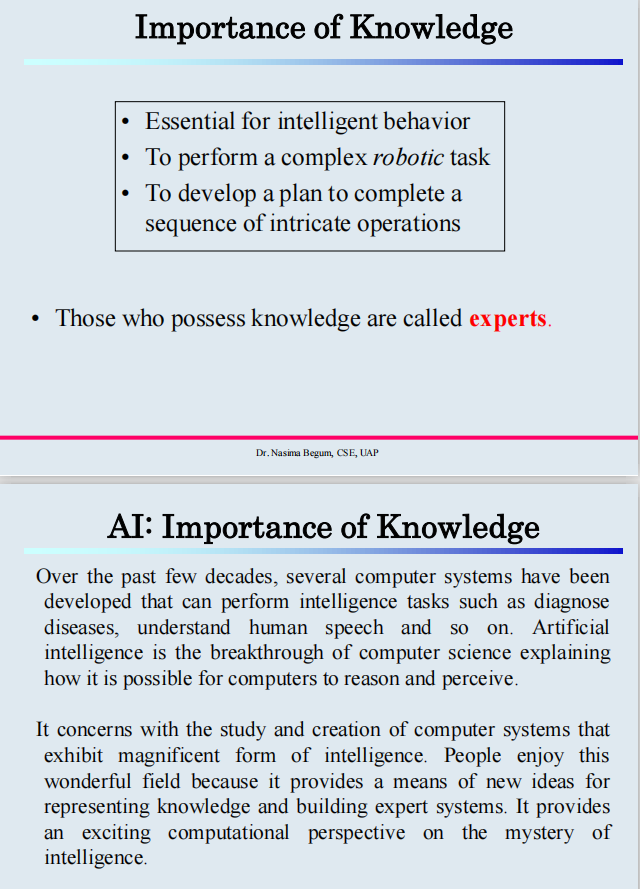 Importance of Knowledge
• Essential for intelligent behavior
• To perform a complex robotic task
• To develop a plan to complete a
sequence of intricate operations
• Those who possess knowledge are called experts.
Dr. Nasima Begum, CSE, UAP
AI: Importance of Knowledge
Over the past few decades, several computer systems have been
developed that can perform intelligence tasks such as diagnose
diseases, understand human speech and so on. Artificial
intelligence is the breakthrough of computer science explaining
how it is possible for computers to reason and perceive.
It concerns with the study and creation of computer systems that
exhibit magnificent form of intelligence. People enjoy this
wonderful field because it provides a means of new ideas for
representing knowledge and building expert systems. It provides
an exciting computational perspective on the mystery of
intelligence.